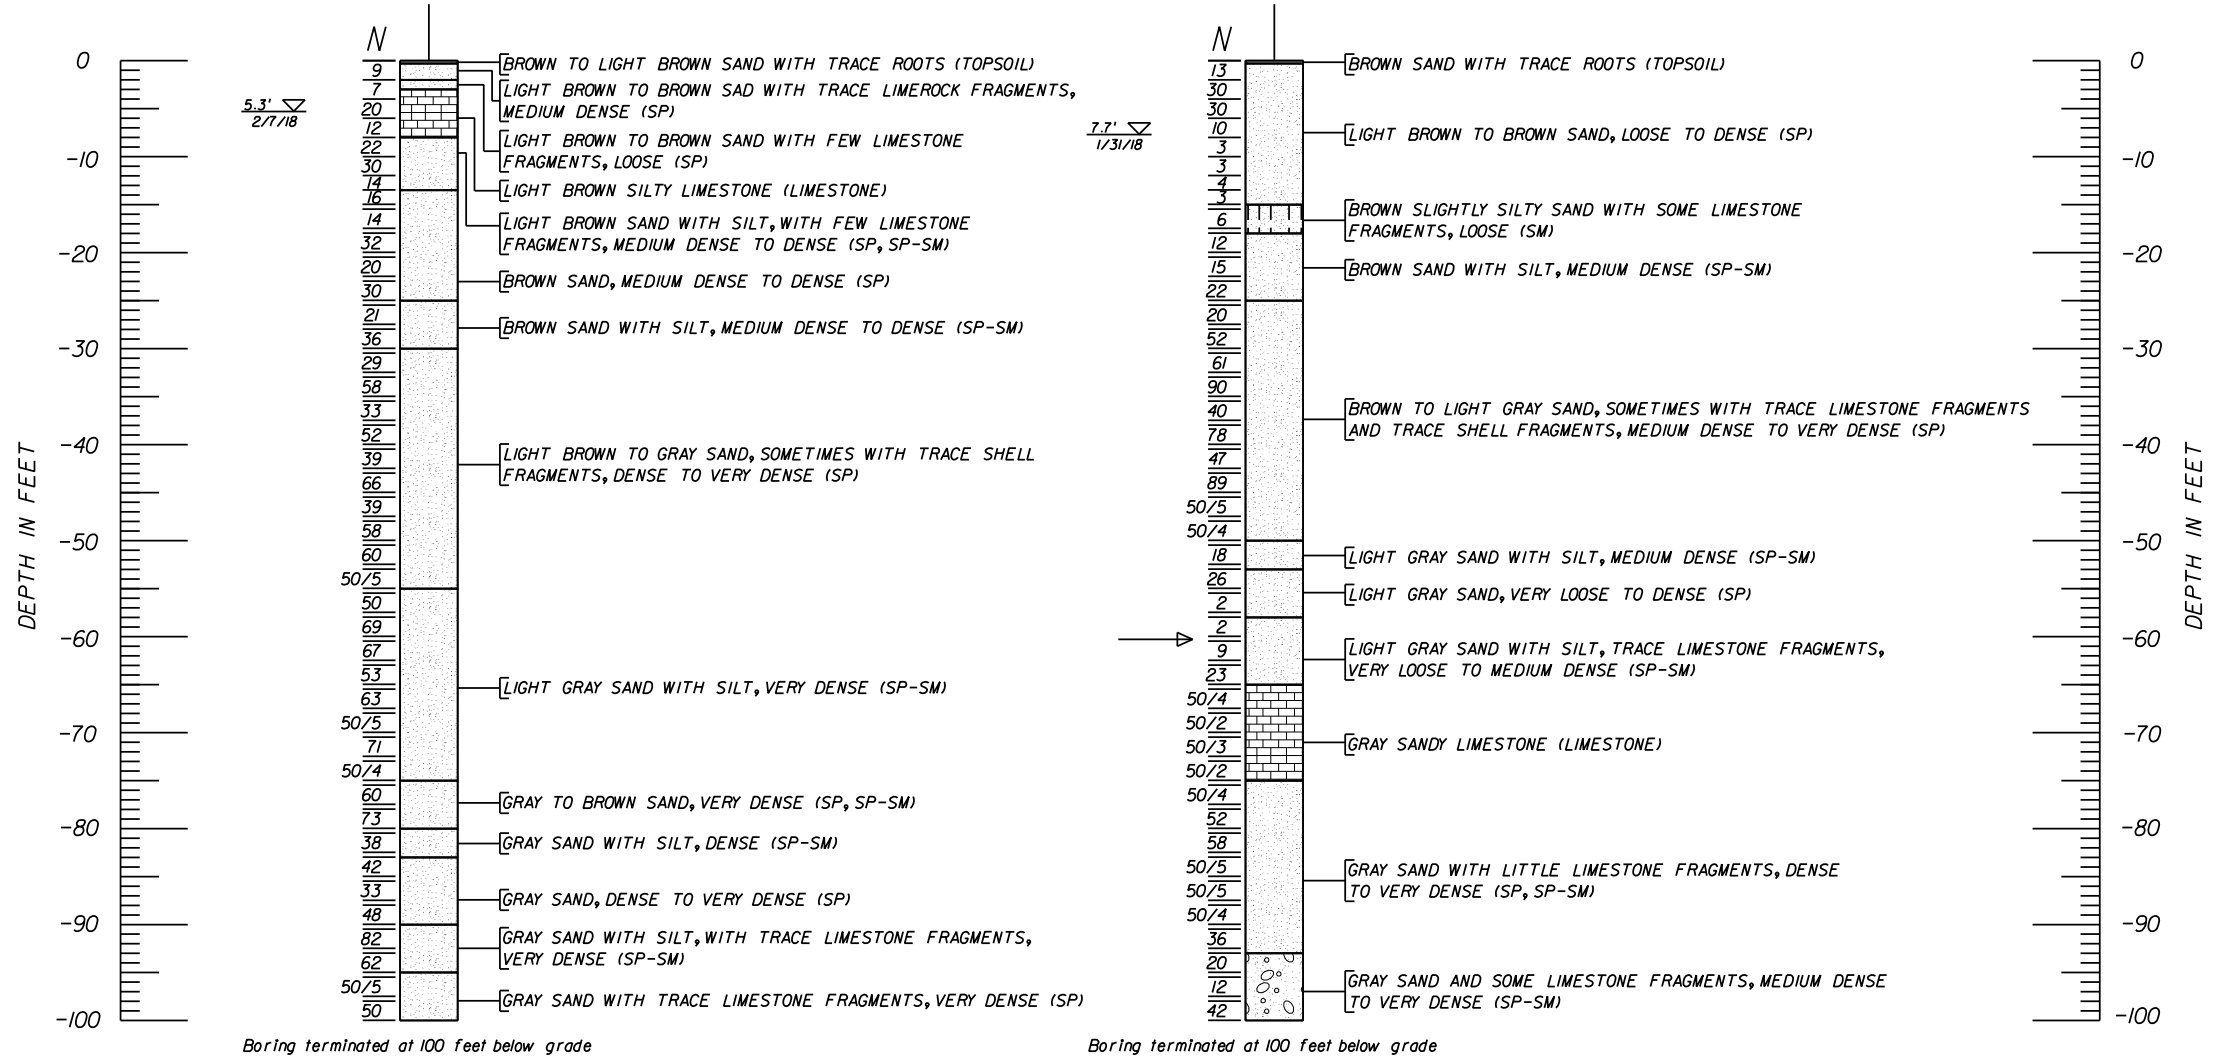 N
N
0
9
BROWN TO LIGHT BROWN SAND WITH TRACE ROOTS (TOPSOIL)
7
LIGHT BROWN TO BROWN SAD WITH TRACE LIMEROCK FRAGMENTS,
MEDIUM DENSE (SP)
5.3'
2/7/18
20
12
LIGHT BROWN TO BROWN SAND WITH FEW LIMESTONE
FRAGMENTS, LOOSE (SP)
22
-10
30
14
LIGHT BROWN SILTY LIMESTONE (LIMESTONE)
16
14
LIGHT BROWN SAND WITH SILT, WITH FEW LIMESTONE
FRAGMENTS, MEDIUM DENSE TO DENSE (SP, SP-SM)
32
-20
20
BROWN SAND, MEDIUM DENSE TO DENSE (SP)
30
21
BROWN SAND WITH SILT, MEDIUM DENSE TO DENSE (SP-SM)
36
-30
29
58
33
52
-40
LIGHT BROWN TO GRAY SAND, SOMETIMES WITH TRACE SHELL
FRAGMENTS, DENSE TO VERY DENSE (SP)
39
66
39
58
-50
60
50/5
50
69
-60
67
53
LIGHT GRAY SAND WITH SILT, VERY DENSE (SP-SM)
63
50/5
-70
71
50/4
60
GRAY TO BROWN SAND, VERY DENSE (SP, SP-SM)
73
-80
38
GRAY SAND WITH SILT, DENSE (SP-SM)
42
33
GRAY SAND, DENSE TO VERY DENSE (SP)
48
-90
82
GRAY SAND WITH SILT, WITH TRACE LIMESTONE FRAGMENTS,
VERY DENSE (SP-SM)
62
50/5
GRAY SAND WITH TRACE LIMESTONE FRAGMENTS, VERY DENSE (SP)
50
-100
DEPTH IN FEET
Boring terminated at 100 feet below grade
0
13
BROWN SAND WITH TRACE ROOTS (TOPSOIL)
30
30
7.7'
1/31/18
10
LIGHT BROWN TO BROWN SAND, LOOSE TO DENSE (SP)
3
-10
3
4
3
BROWN SLIGHTLY SILTY SAND WITH SOME LIMESTONE
FRAGMENTS, LOOSE (SM)
6
12
-20
15
BROWN SAND WITH SILT, MEDIUM DENSE (SP-SM)
22
20
52
-30
61
90
40
BROWN TO LIGHT GRAY SAND, SOMETIMES WITH TRACE LIMESTONE FRAGMENTS
AND TRACE SHELL FRAGMENTS, MEDIUM DENSE TO VERY DENSE (SP)
78
-40
47
89
50/5
50/4
-50
18
LIGHT GRAY SAND WITH SILT, MEDIUM DENSE (SP-SM)
26
LIGHT GRAY SAND, VERY LOOSE TO DENSE (SP)
2
2
-60
9
LIGHT GRAY SAND WITH SILT, TRACE LIMESTONE FRAGMENTS,
VERY LOOSE TO MEDIUM DENSE (SP-SM)
23
50/4
50/2
-70
50/3
GRAY SANDY LIMESTONE (LIMESTONE)
50/2
50/4
52
-80
58
50/5
GRAY SAND WITH LITTLE LIMESTONE FRAGMENTS, DENSE
TO VERY DENSE (SP, SP-SM)
50/5
50/4
-90
36
20
GRAY SAND AND SOME LIMESTONE FRAGMENTS, MEDIUM DENSE
TO VERY DENSE (SP-SM)
12
42
-100
DEPTH IN FEET
Boring terminated at 100 feet below grade